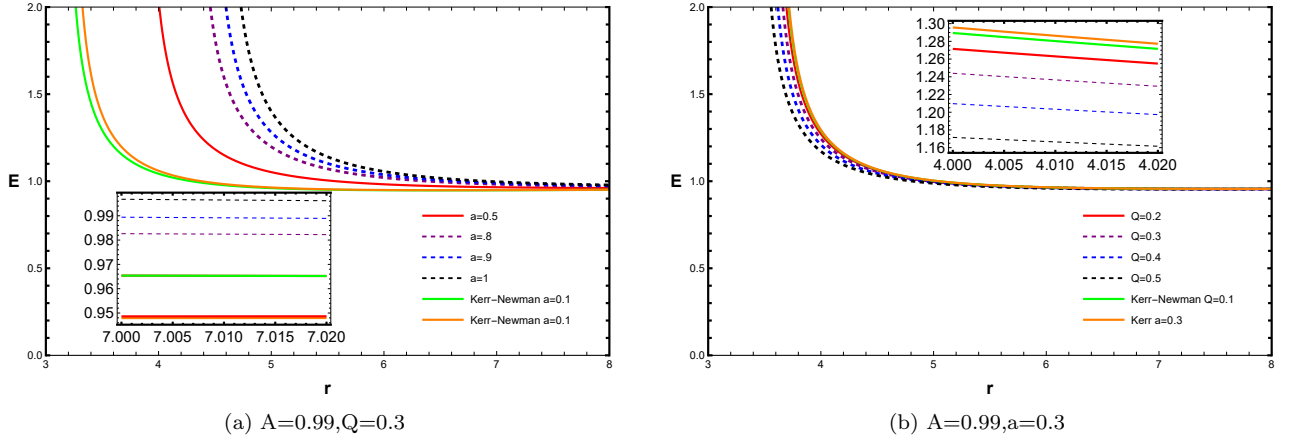 2.0
1.5
E
1.0
0.5
0.0
0.99
0.98
0.97
0.96
0.96
0.95
7.000 7.005 7.010 7.015 7.020
a=0.5
a=.8
a=.9
a=1
Kerr-Newman a=0.1
Kerr-Newman a=0.1
3 4 5 6 7 8
r
(a) A=0.99,Q=0.3
2.0
1.5
E
1.0
0.5
0.0
1.30
1.28
1.26
1.24
1.22
1.20
1.18
1.16
4.000 4.005 4.010 4.015 4.020
Q=0.2
Q=0.3
Q=0.4
Q=0.5
Kerr-Newman Q=0.1
Kerr a=0.3
3 4 5 6 7 8
r
(b) A=0.99,a=0.3